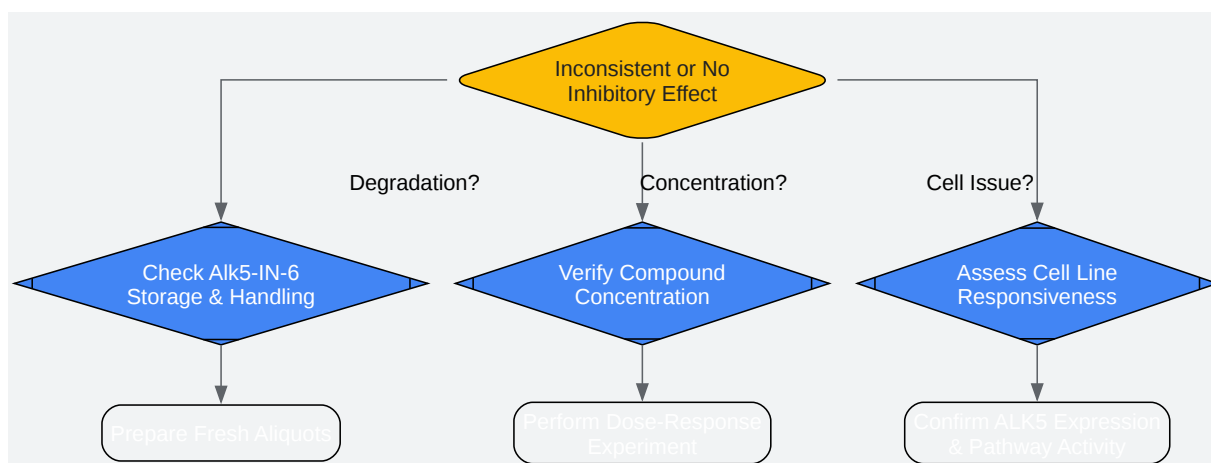 Inconsistent or No
Inhibitory Effect
Degradation?
Concentration?
Cell Issue?
Check Alk5-IN-6
Storage & Handling
Verify Compound
Concentration
Assess Cell Line
Responsiveness
Prepare Fresh Aliquots
Perform Dose-Response
Experiment
Confirm ALK5 Expression
& Pathway Activity